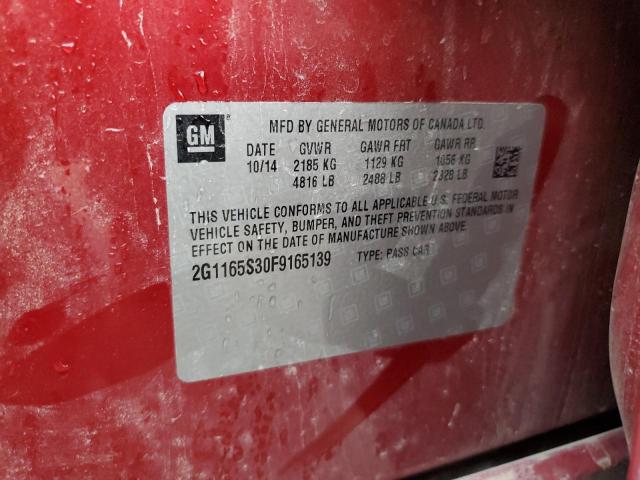 GM
MFD BY GENERAL MOTORS OF CANADA LTD.
DATE GVWR GAWR FRT GAWR RR
10/14 2185 KG 1129 KG 1056 KG
4816 LB 2488 LB 2328 LB
THIS VEHICLE CONFORMS TO ALL APPLICABLE U.S. FEDERAL MOTOR
VEHICLE SAFETY, BUMPER, AND THEFT PREVENTION STANDARDS IN
EFFECT ON THE DATE OF MANUFACTURE SHOWN ABOVE.
2G1165S30F9165139 TYPE: PASS CAR